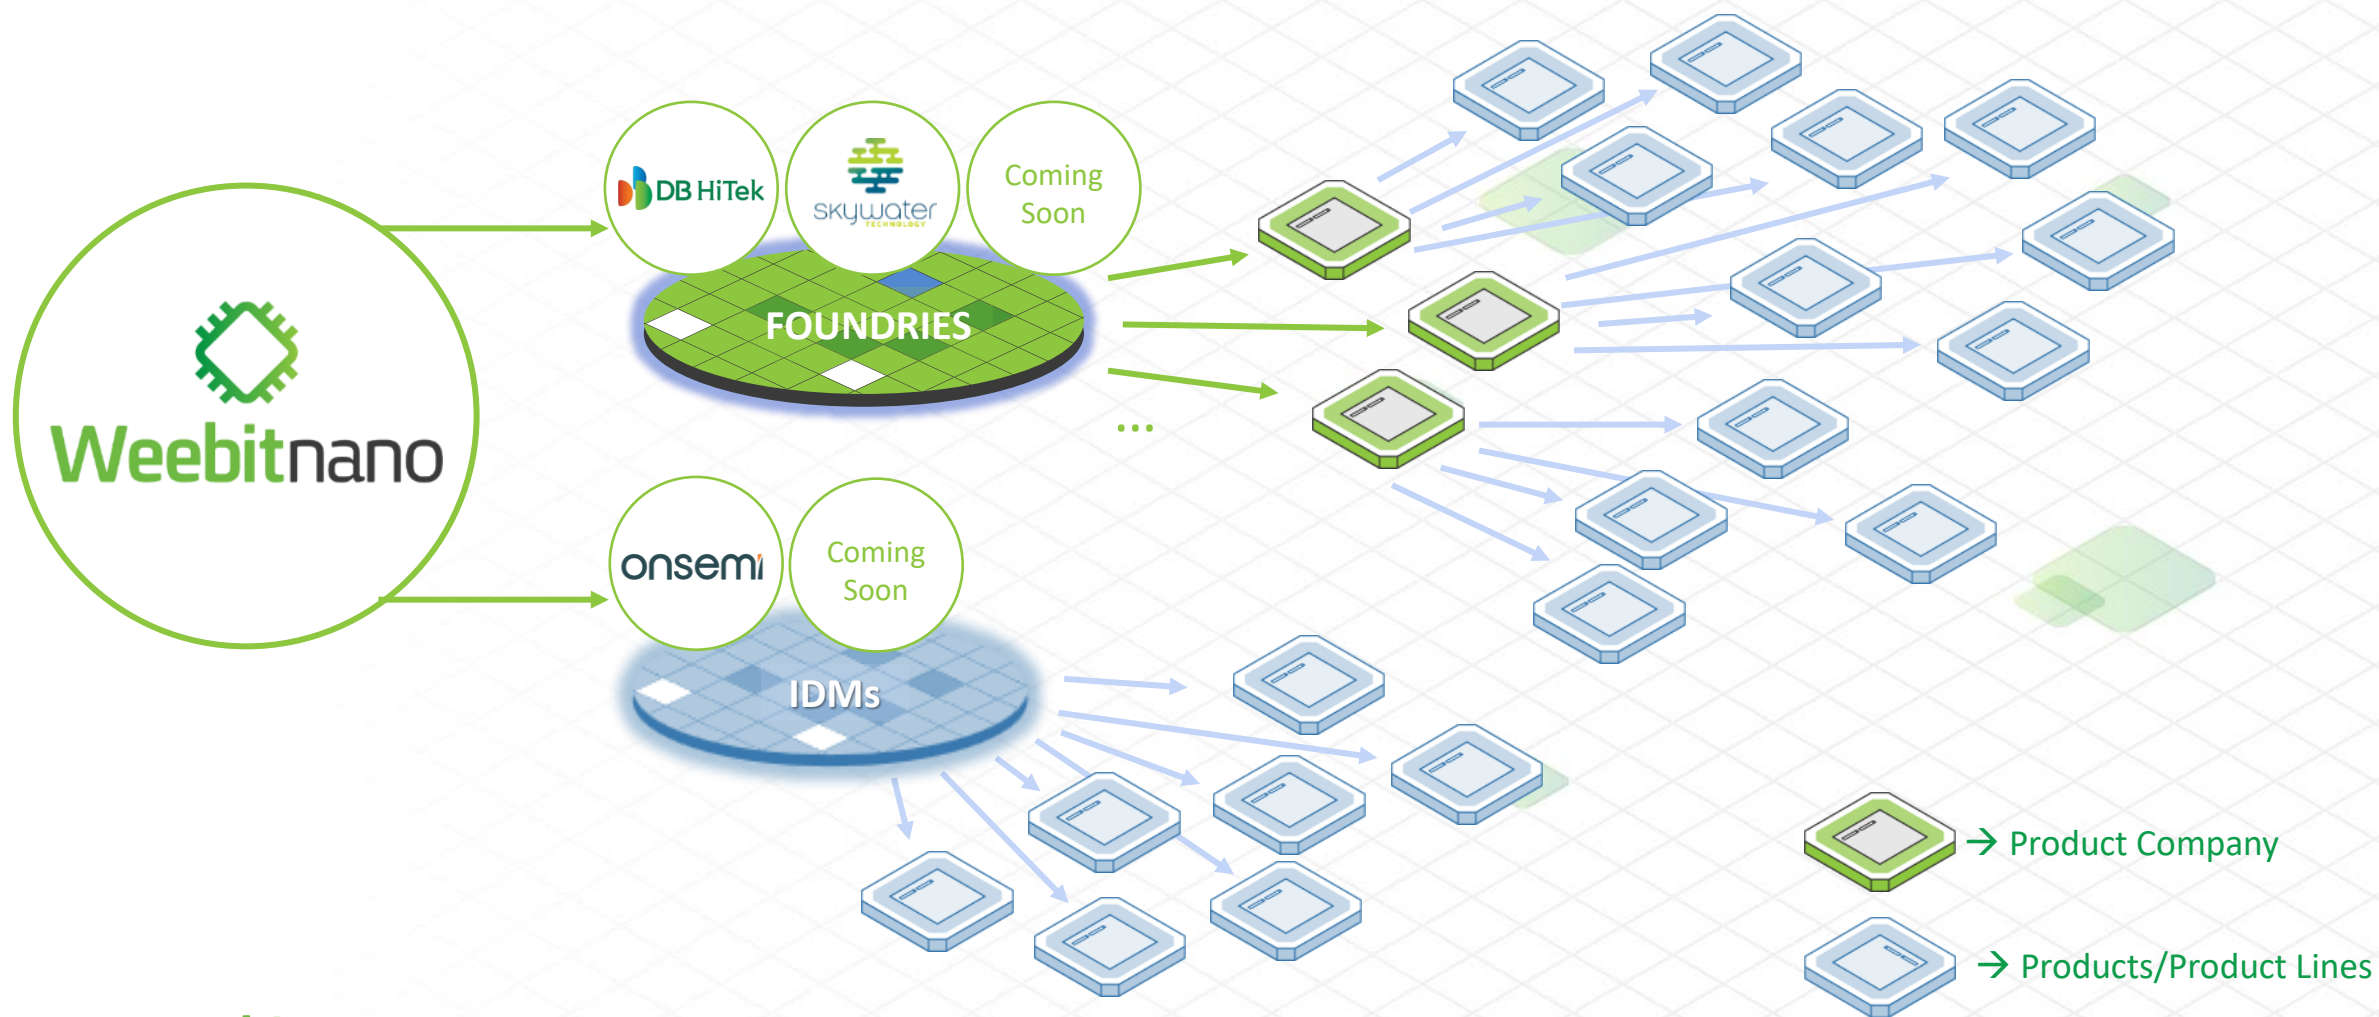 Weebitnano
DB HiTek
skywater
TECHNOLOGY
Coming
Soon
FOUNDRIES
...
onsemi
Coming
Soon
IDMs
→ Product Company
→ Products/Product Lines